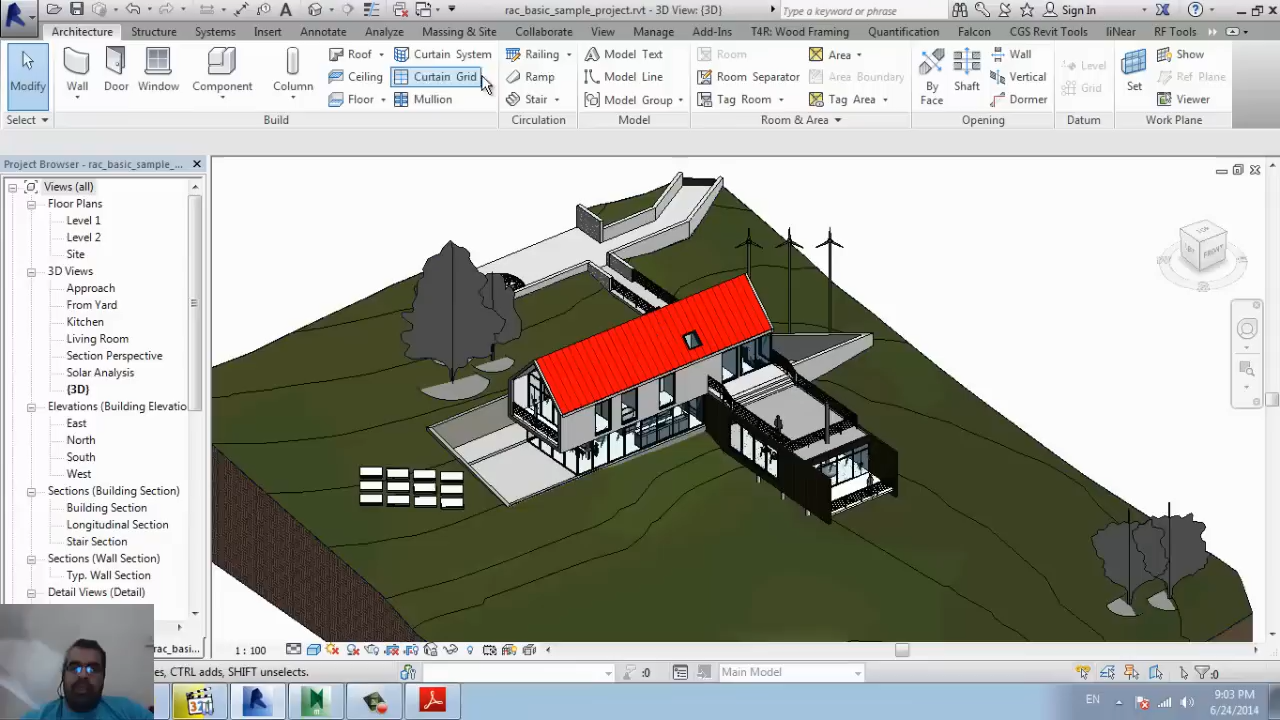 rac_basic_sample_project.rvt - 3D View: {3D}
Type a keyword or phrase
Sign In
Architecture Structure Systems Insert Annotate Analyze Massing & Site Collaborate View Manage Add-Ins T4R: Wood Framing Quantification Falcon CGS Revit Tools liNear RF Tools
Modify
Wall
Door
Window
Component
Column
Roof
Ceiling
Floor
Curtain System
Curtain Grid
Mullion
Railing
Ramp
Stair
Model Text
Model Line
Model Group
Room
Room Separator
Tag Room
Area
Area Boundary
Tag Area
By Face
Shaft
Wall
Vertical
Dormer
Level
Grid
Set
Show
Ref Plane
Viewer
Select
Build
Circulation
Model
Room & Area
Opening
Datum
Work Plane
Project Browser - rac_basic_sample_...
Views (all)
Floor Plans
Level 1
Level 2
Site
3D Views
Approach
From Yard
Kitchen
Living Room
Section Perspective
Solar Analysis
{3D}
Elevations (Building Elevatio
East
North
South
West
Sections (Building Section)
Building Section
Longitudinal Section
Stair Section
Sections (Wall Section)
Typ. Wall Section
Detail Views (Detail)
TOP
FRONT
rac_basi...
1 : 100
es, CTRL adds, SHIFT unselects.
:0
Main Model
:0
321
EN
9:03 PM
6/24/2014